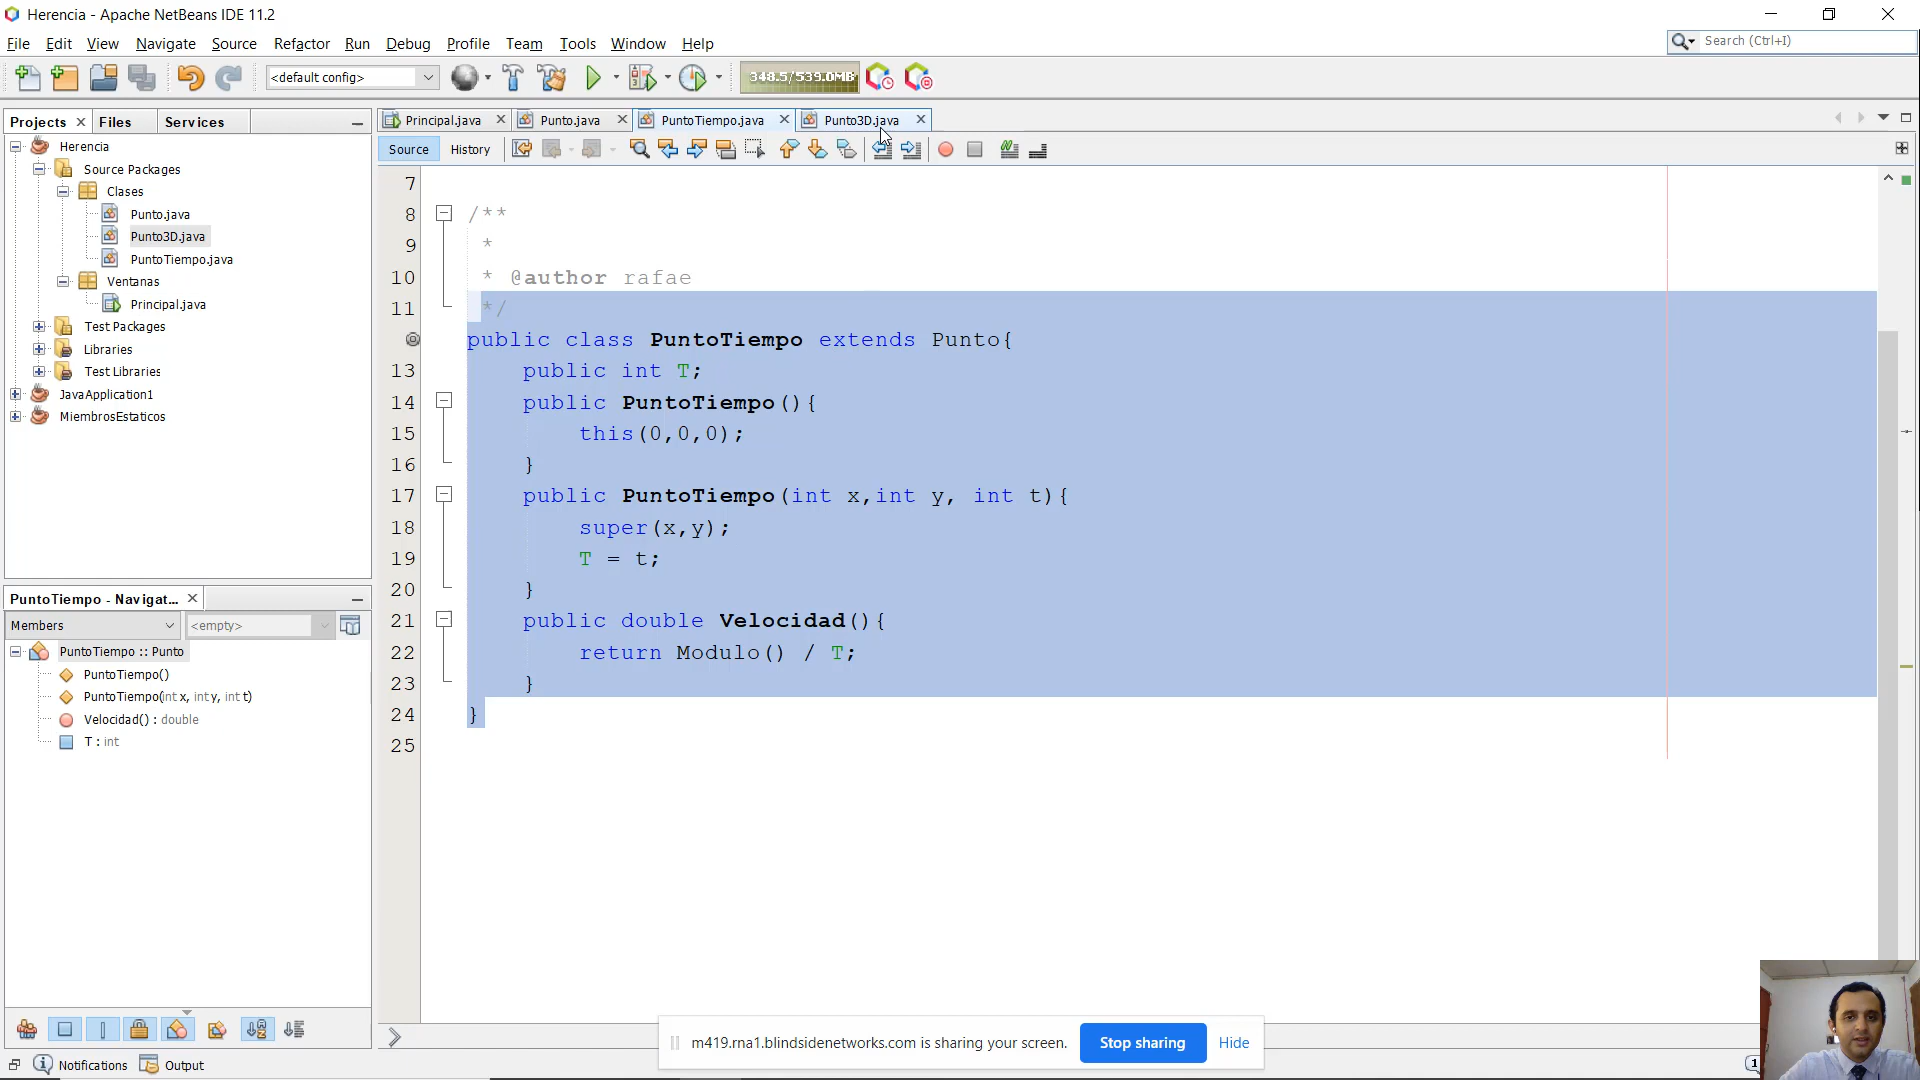 Herencia - Apache NetBeans IDE 11.2
File Edit View Navigate Source Refactor Run Debug Profile Team Tools Window Help
Search (Ctrl+I)
<default config>
348.5/539.0MB
Projects Files Services
Principal.java Punto.java PuntoTiempo.java Punto3D.java
Source History
Herencia
Source Packages
Clases
Punto.java
Punto3D.java
PuntoTiempo.java
Ventanas
Principal.java
Test Packages
Libraries
Test Libraries
JavaApplication1
MiembrosEstaticos
PuntoTiempo - Navigat...
Members <empty>
PuntoTiempo :: Punto
PuntoTiempo()
PuntoTiempo(int x, int y, int t)
Velocidad() : double
T : int
7
8 /**
9 *
10 * @author rafae
11 */
public class PuntoTiempo extends Punto{
13 public int T;
14 public PuntoTiempo(){
15 this(0,0,0);
16 }
17 public PuntoTiempo(int x,int y, int t){
18 super(x,y);
19 T = t;
20 }
21 public double Velocidad(){
22 return Modulo() / T;
23 }
24 }
25
m419.rna1.blindsidenetworks.com is sharing your screen. Stop sharing Hide
Notifications Output
1